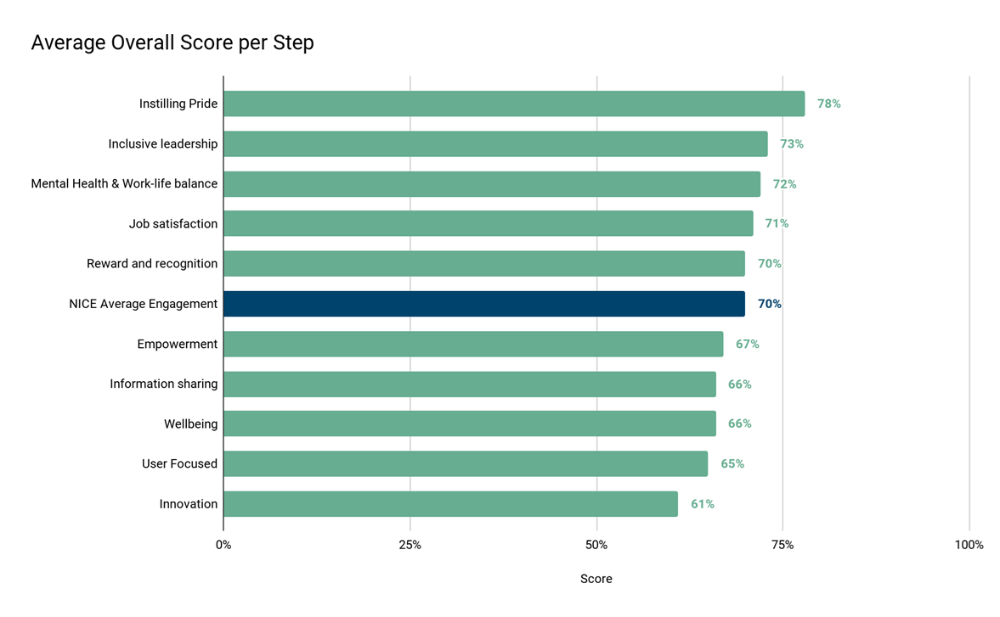 Average Overall Score per Step
Instilling Pride 78%
Inclusive leadership 73%
Mental Health & Work-life balance 72%
Job satisfaction 71%
Reward and recognition 70%
NICE Average Engagement 70%
Empowerment 67%
Information sharing 66%
Wellbeing 66%
User Focused 65%
Innovation 61%
0% 25% 50% 75% 100%
Score